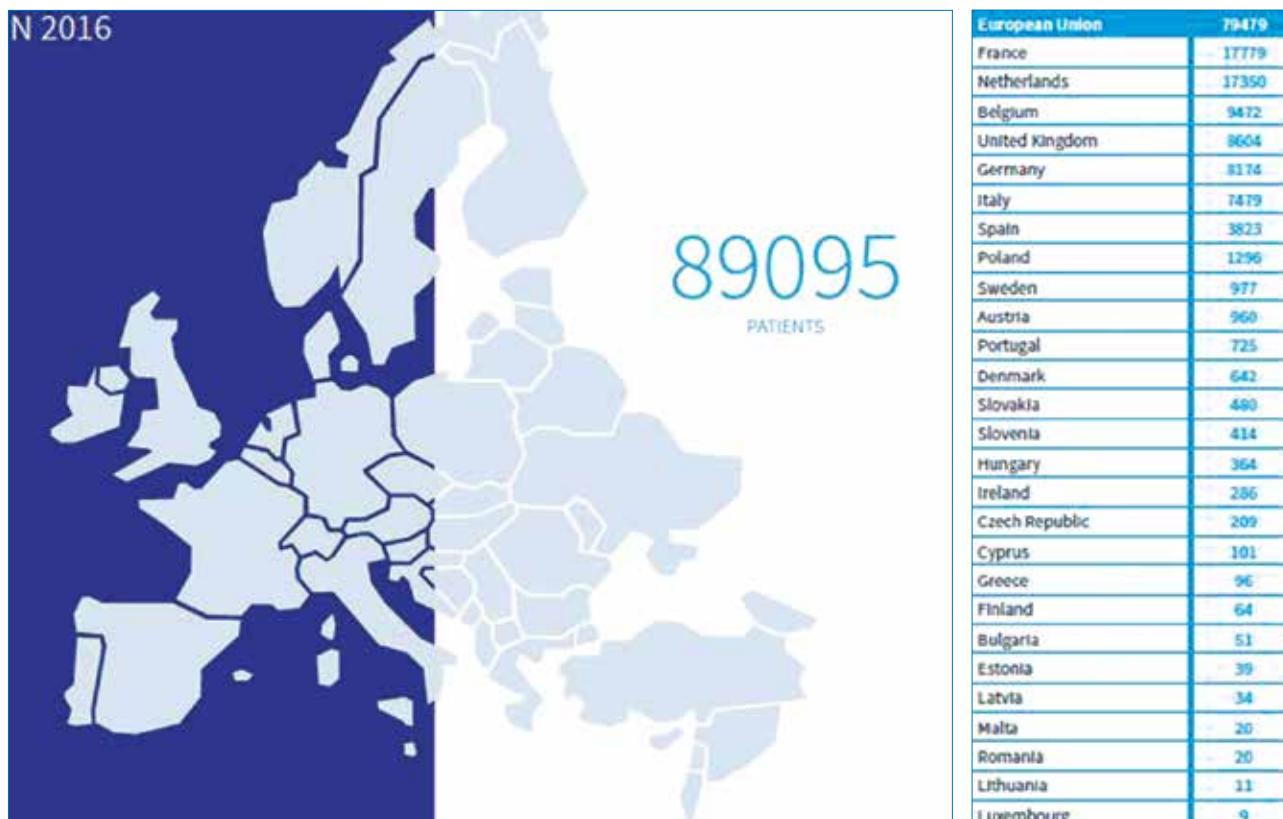 N 2016
89095
PATIENTS
European Union 79479
France 17779
Netherlands 17350
Belgium 9472
United Kingdom 8604
Germany 8174
Italy 7479
Spain 3823
Poland 1296
Sweden 977
Austria 960
Portugal 725
Denmark 642
Slovakia 480
Slovenia 414
Hungary 364
Ireland 286
Czech Republic 209
Cyprus 101
Greece 96
Finland 64
Bulgaria 51
Estonia 39
Latvia 34
Malta 20
Romania 20
Lithuania 11
Luxembourg 9